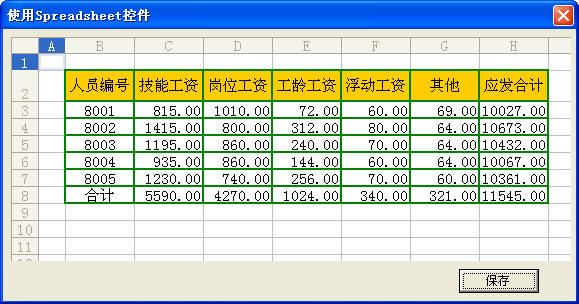 使用Spreadsheet控件
A B C D E F G H
1
2 人员编号 技能工资 岗位工资 工龄工资 浮动工资 其他 应发合计
3 8001 815.00 1010.00 72.00 60.00 69.00 10027.00
4 8002 1415.00 800.00 312.00 80.00 64.00 10673.00
5 8003 1195.00 860.00 240.00 70.00 64.00 10432.00
6 8004 935.00 860.00 144.00 60.00 64.00 10067.00
7 8005 1230.00 740.00 256.00 70.00 60.00 10361.00
8 合计 5590.00 4270.00 1024.00 340.00 321.00 11545.00
9
10
11
保存